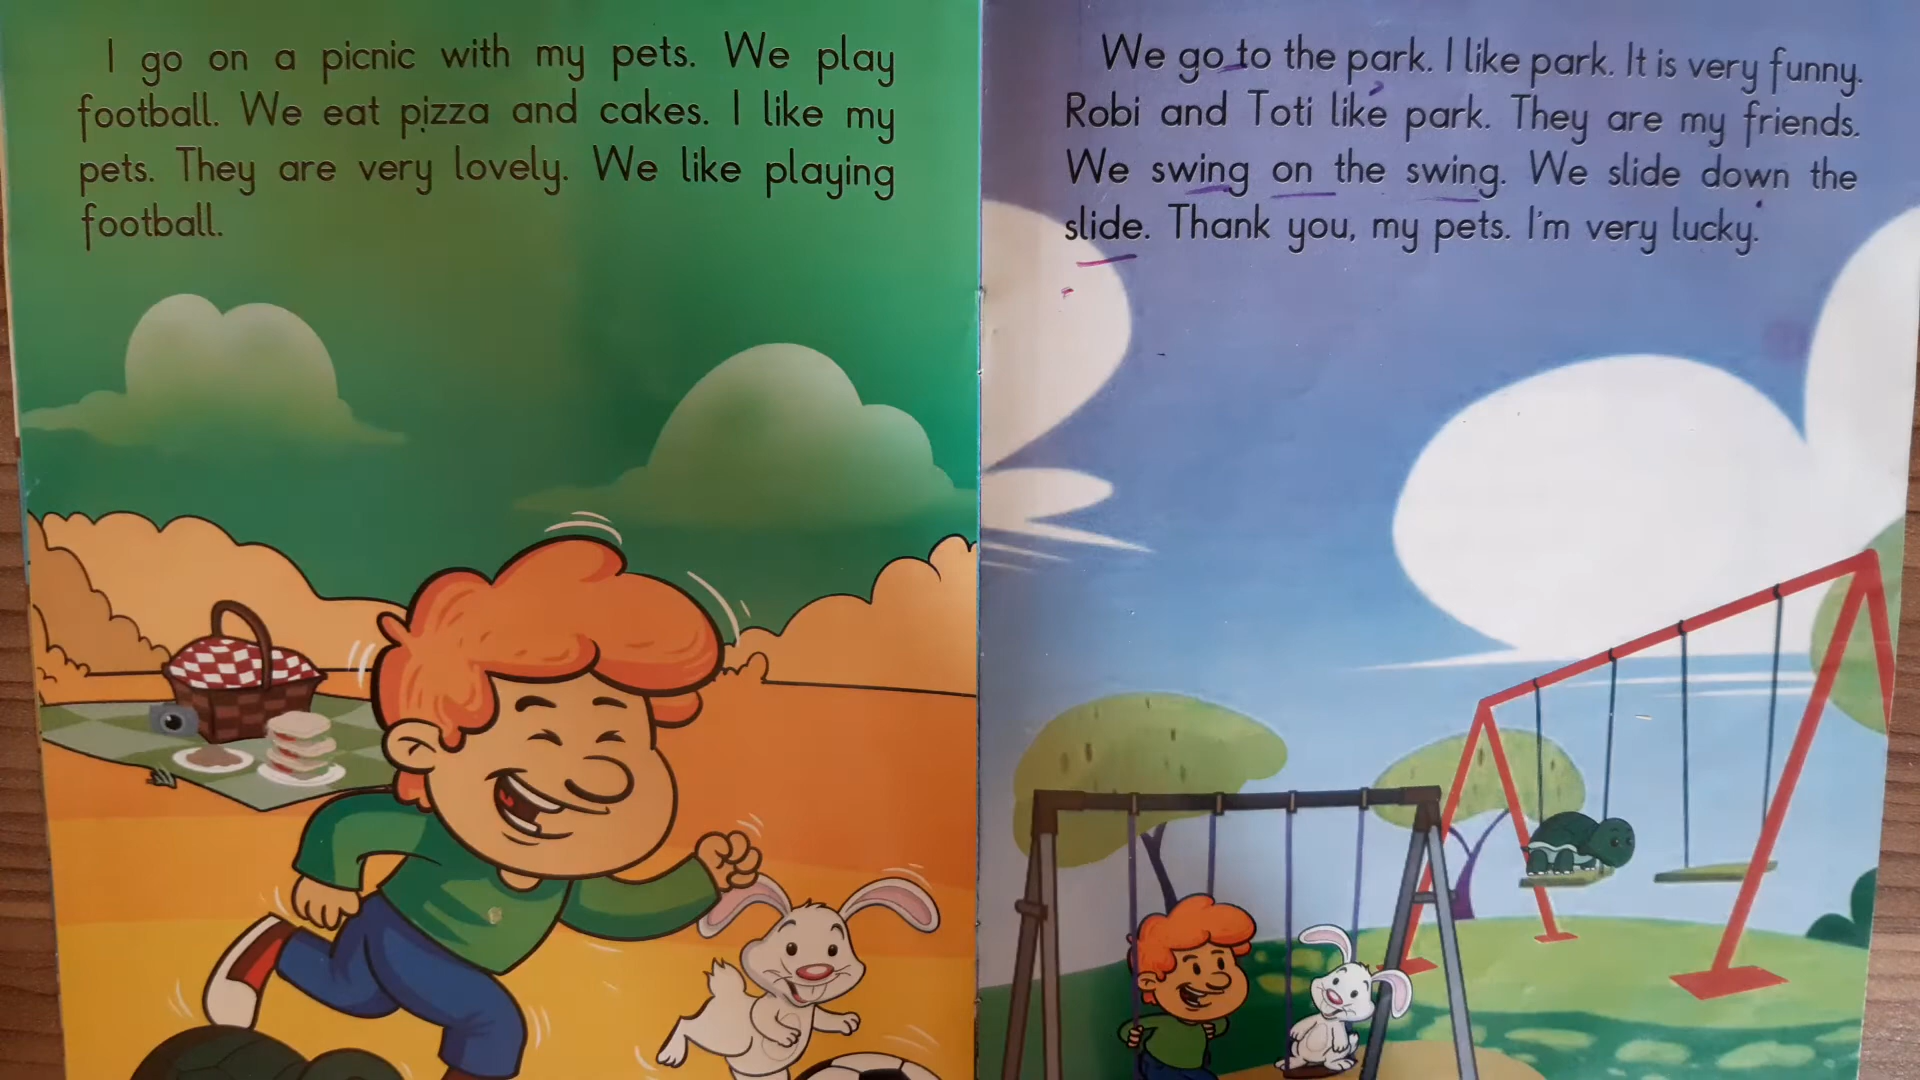 I go on a picnic with my pets. We play
football. We eat pizza and cakes. I like my
pets. They are very lovely. We like playing
football.
We go to the park. I like park. It is very funny.
Robi and Toti like park. They are my friends.
We swing on the swing. We slide down the
slide. Thank you, my pets. I'm very lucky.